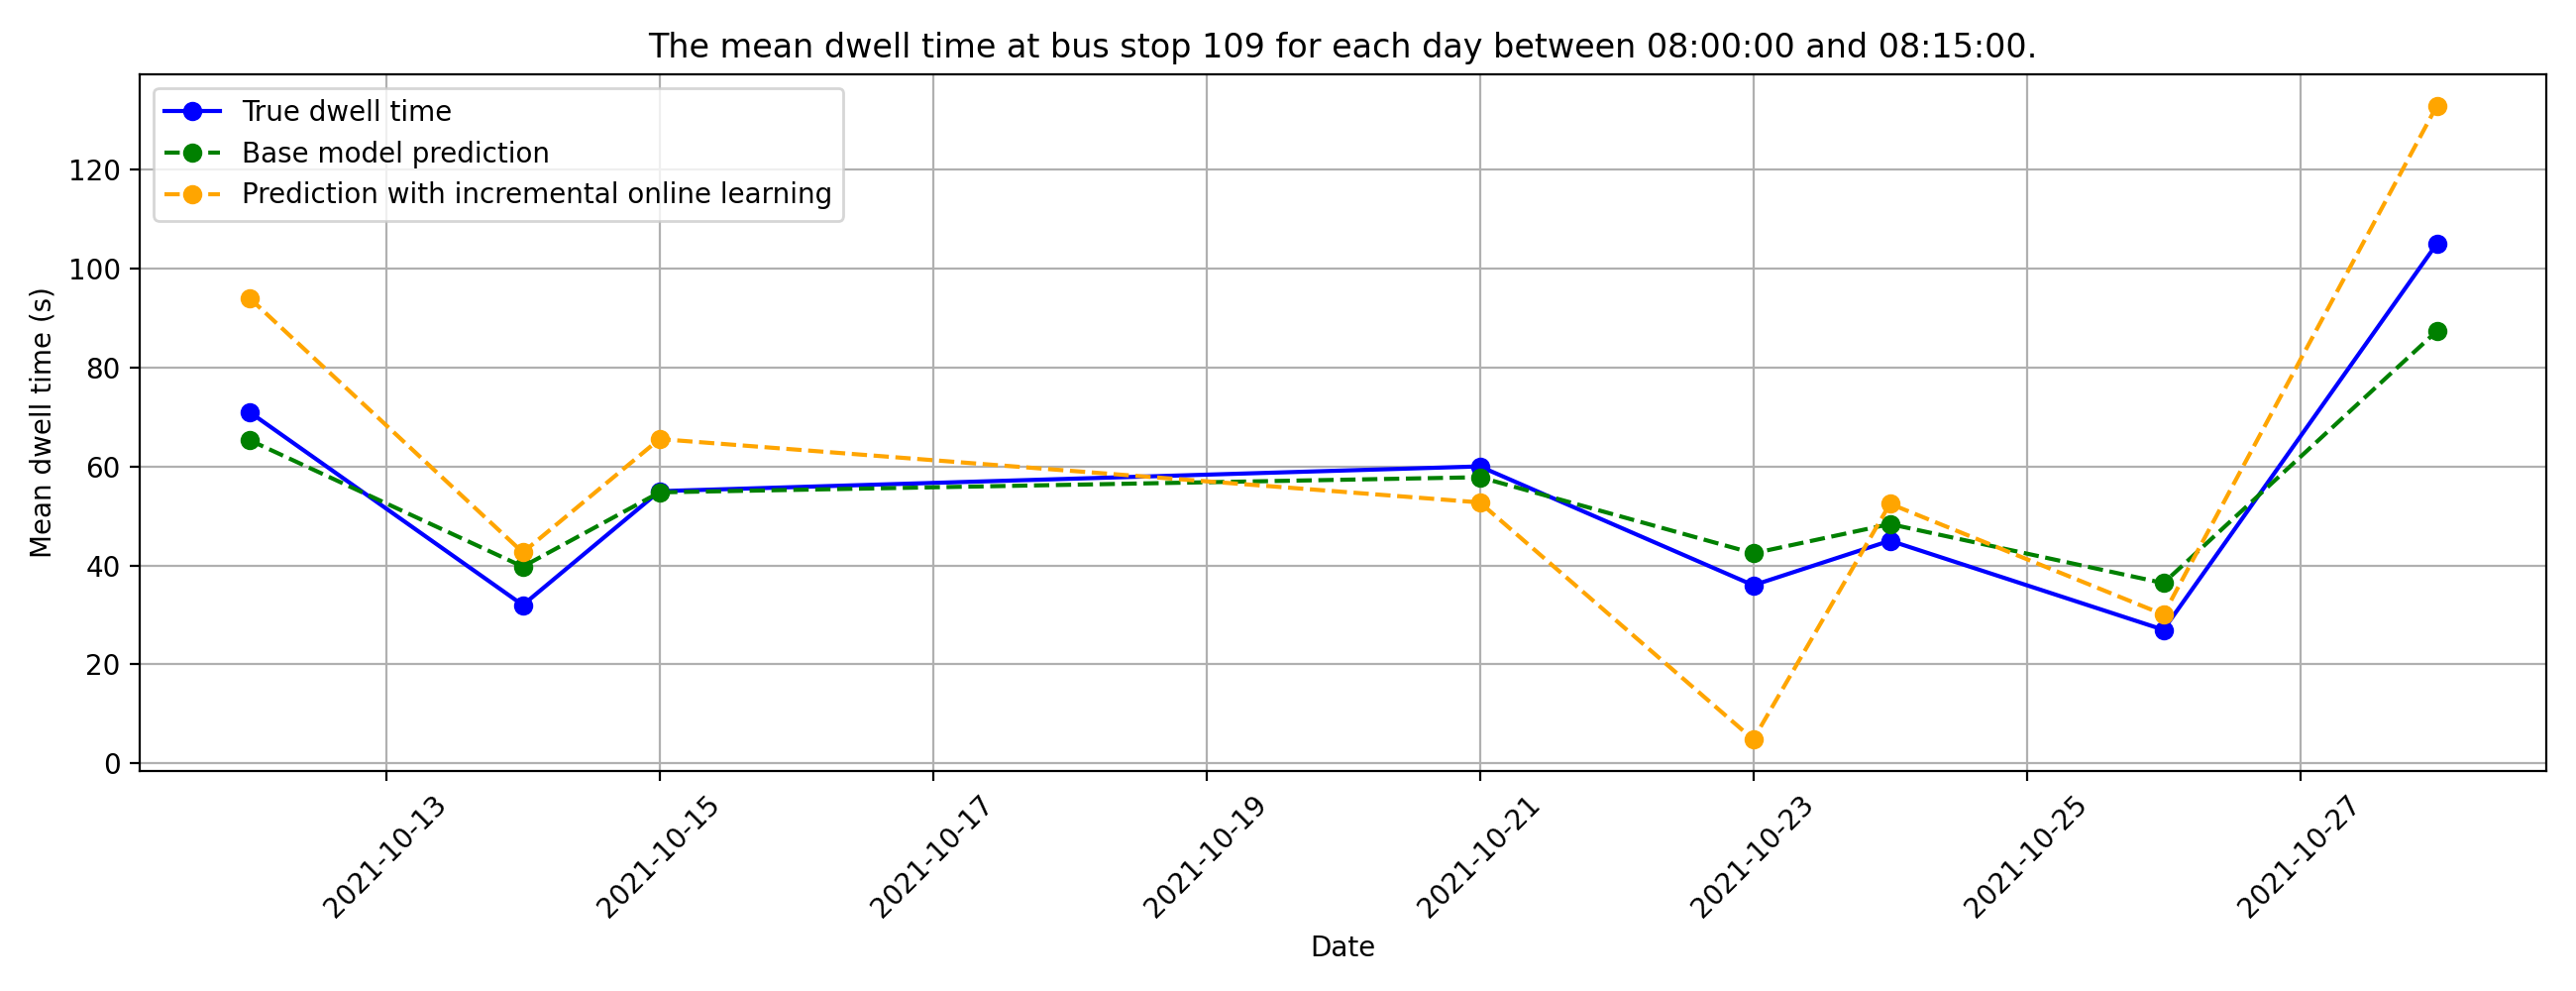 The mean dwell time at bus stop 109 for each day between 08:00:00 and 08:15:00.
True dwell time
Base model prediction
Prediction with incremental online learning
Mean dwell time (s)
120
100
80
60
40
20
0
2021-10-13
2021-10-15
2021-10-17
2021-10-19
2021-10-21
2021-10-23
2021-10-25
2021-10-27
Date